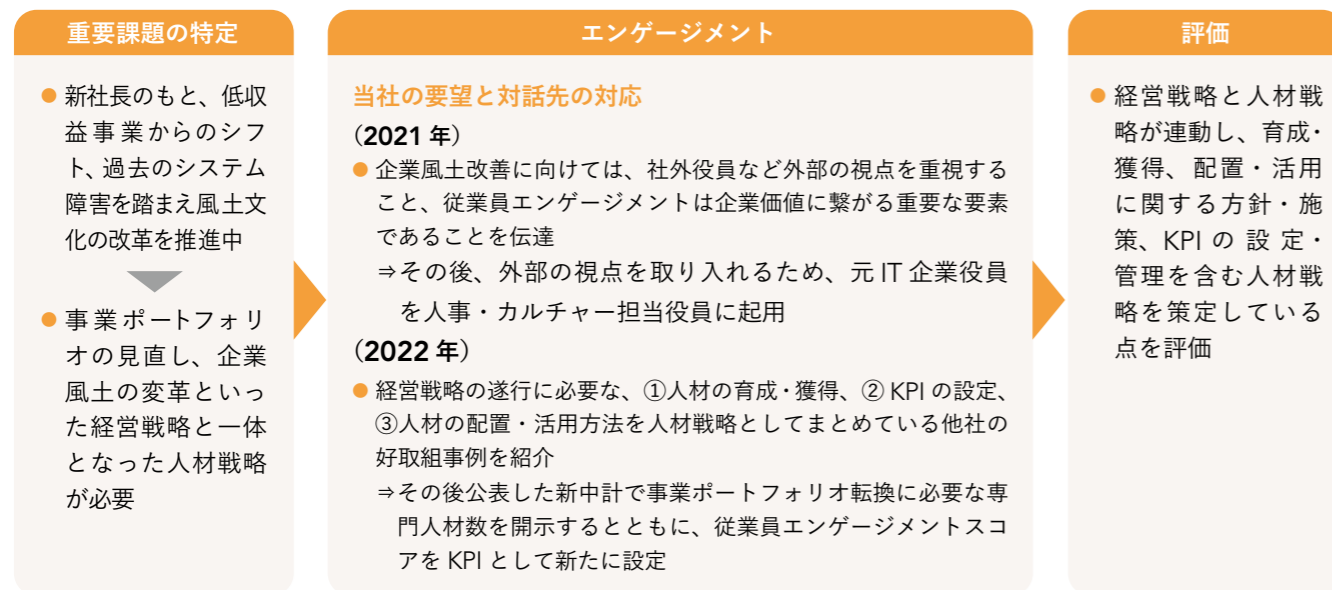 重要課題の特定
● 新社長のもと、低収
益事業からのシフ
ト、過去のシステム
障害を踏まえ風土文
化の改革を推進中
● 事業ポートフォリ
オの見直し、企業
風土の変革といっ
た経営戦略と一体
となった人材戦略
が必要
エンゲージメント
当社の要望と対話先の対応
（2021 年）
● 企業風土改善に向けては、社外役員など外部の視点を重視する
こと、従業員エンゲージメントは企業価値に繋がる重要な要素
であることを伝達
⇒その後、外部の視点を取り入れるため、元 IT 企業役員
を人事・カルチャー担当役員に起用
（2022 年）
● 経営戦略の遂行に必要な、①人材の育成・獲得、② KPI の設定、
③人材の配置・活用方法を人材戦略としてまとめている他社の
好取組事例を紹介
⇒その後公表した新中計で事業ポートフォリオ転換に必要な専
門人材数を開示するとともに、従業員エンゲージメントスコ
アを KPI として新たに設定
評価
● 経営戦略と人材戦
略が連動し、育成・
獲得、配置・活用
に関する方針・施
策、KPI の設定・
管理を含む人材戦
略を策定している
点を評価